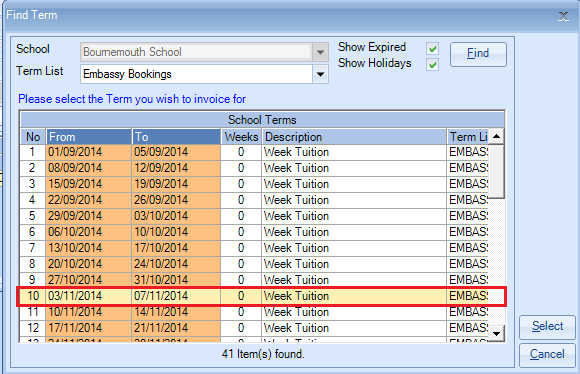 Find Term
School Bournemouth School Show Expired Find
Term List Embassy Bookings Show Holidays
Please select the Term you wish to invoice for
School Terms
No From To Weeks Description Term Li
1 01/09/2014 05/09/2014 0 Week Tuition EMBASS
2 08/09/2014 12/09/2014 0 Week Tuition EMBASS
3 15/09/2014 19/09/2014 0 Week Tuition EMBASS
4 22/09/2014 26/09/2014 0 Week Tuition EMBASS
5 29/09/2014 03/10/2014 0 Week Tuition EMBASS
6 06/10/2014 10/10/2014 0 Week Tuition EMBASS
7 13/10/2014 17/10/2014 0 Week Tuition EMBASS
8 20/10/2014 24/10/2014 0 Week Tuition EMBASS
9 27/10/2014 31/10/2014 0 Week Tuition EMBASS
10 03/11/2014 07/11/2014 0 Week Tuition EMBASS
11 10/11/2014 14/11/2014 0 Week Tuition EMBASS
12 17/11/2014 21/11/2014 0 Week Tuition EMBASS
41 Item(s) found.
Select
Cancel